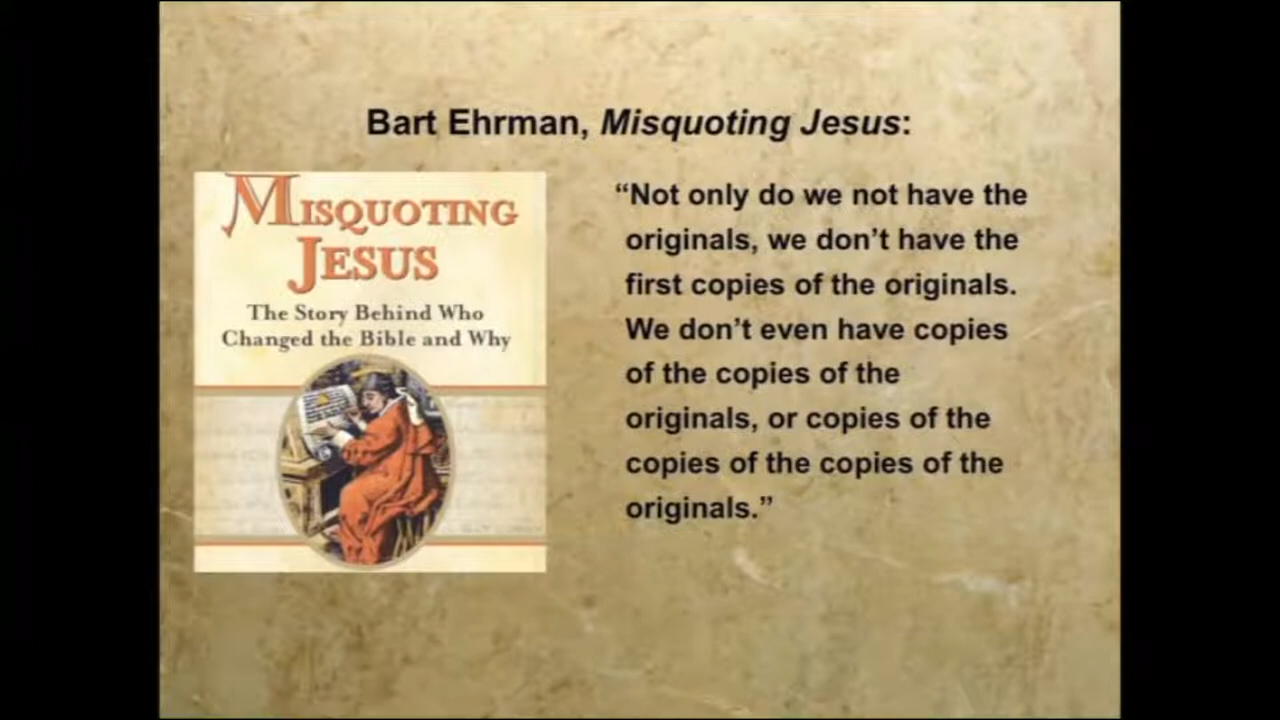 Bart Ehrman, Misquoting Jesus:
MISQUOTING
JESUS
The Story Behind Who
Changed the Bible and Why
“Not only do we not have the
originals, we don’t have the
first copies of the originals.
We don’t even have copies
of the copies of the
originals, or copies of the
copies of the copies of the
originals.”